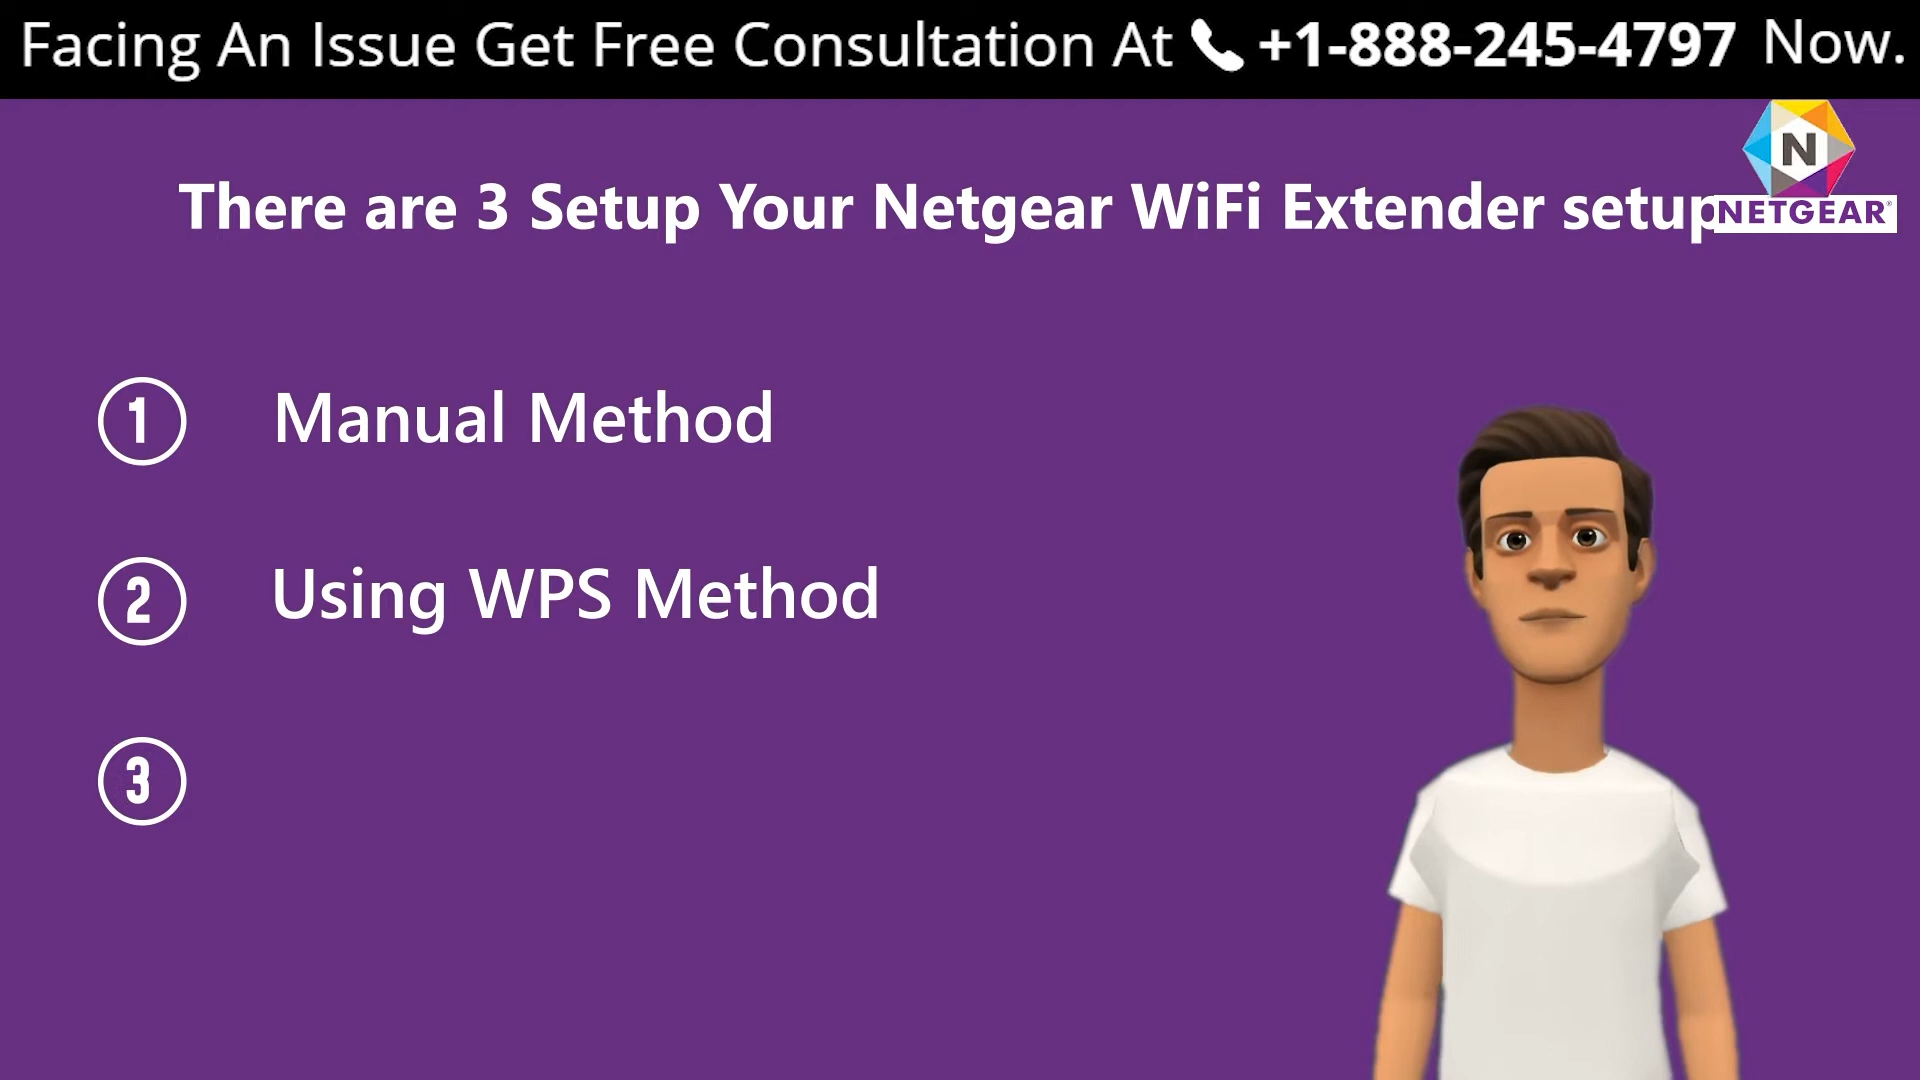 Facing An Issue Get Free Consultation At +1-888-245-4797 Now.
N
There are 3 Setup Your Netgear WiFi Extender setup
NETGEAR®
1 Manual Method
2 Using WPS Method
3